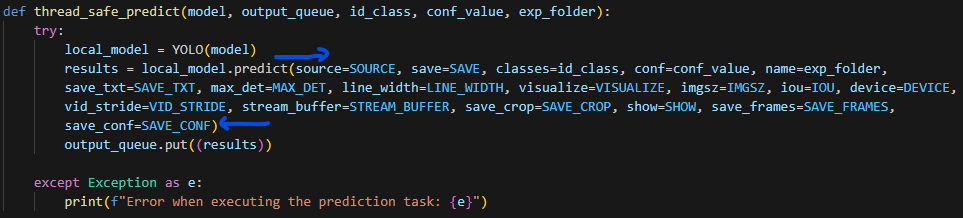 def thread_safe_predict(model, output_queue, id_class, conf_value, exp_folder):
    try:
        local_model = YOLO(model)
        results = local_model.predict(source=SOURCE, save=SAVE, classes=id_class, conf=conf_value, name=exp_folder,
        save_txt=SAVE_TXT, max_det=MAX_DET, line_width=LINE_WIDTH, visualize=VISUALIZE, imgsz=IMGSZ, iou=IOU, device=DEVICE,
        vid_stride=VID_STRIDE, stream_buffer=STREAM_BUFFER, save_crop=SAVE_CROP, show=SHOW, save_frames=SAVE_FRAMES,
        save_conf=SAVE_CONF)
        output_queue.put((results))
    except Exception as e:
        print(f"Error when executing the prediction task: {e}")